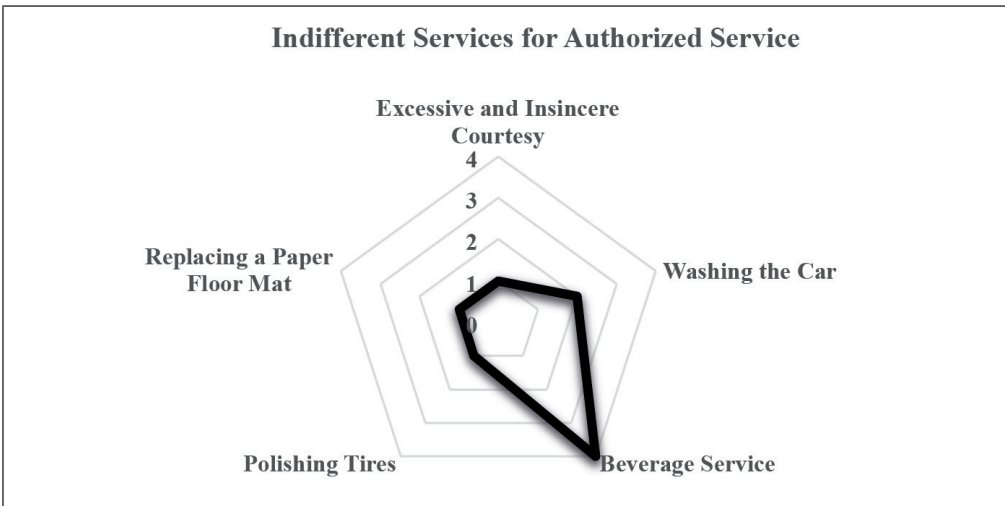 Indifferent Services for Authorized Service
Excessive and Insincere
Courtesy
4
3
2
1
0
Replacing a Paper
Floor Mat
Washing the Car
Polishing Tires
Beverage Service